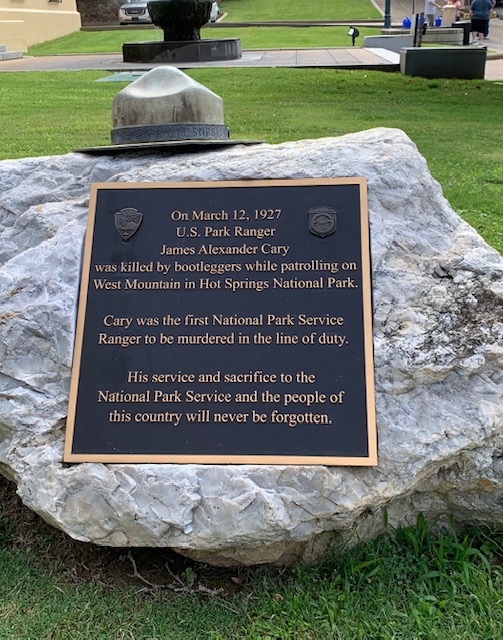 USNPS
On March 12, 1927
U.S. Park Ranger
James Alexander Cary
was killed by bootleggers while patrolling on
West Mountain in Hot Springs National Park.
Cary was the first National Park Service
Ranger to be murdered in the line of duty.
His service and sacrifice to the
National Park Service and the people of
this country will never be forgotten.